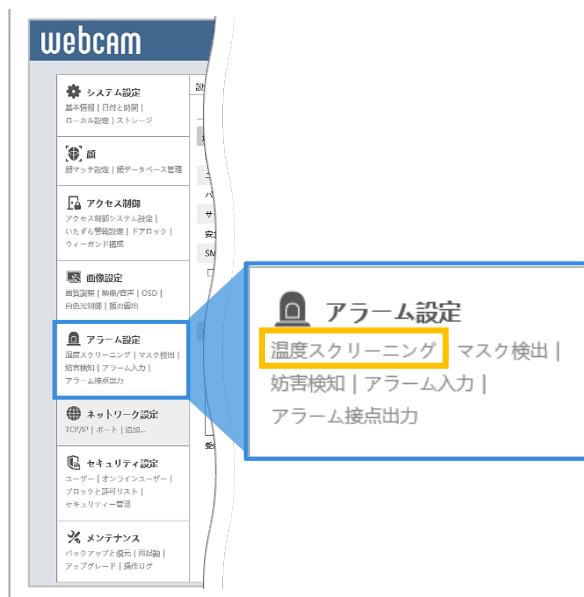 webcam
システム設定
基本情報 | 日付と時間 |
ローカル設定 | ストレージ
顔
顔マッチ設定 | 顔データベース管理
アクセス制御
アクセス制御システム設定 |
いたずら警報設定 | ドアロック |
ウィーガンド構成
画像設定
画質調整 | 映像/音声 | OSD |
白色光制御 | 顔の露出
アラーム設定
温度スクリーニング | マスク検出 |
妨害検知 | アラーム入力 |
アラーム接点出力
ネットワーク設定
TCP/IP | ポート | 追加...
セキュリティ設定
ユーザー | オンラインユーザー |
ブロックと許可リスト |
セキュリティー管理
メンテナンス
バックアップと復元 | 再起動 |
アップグレード | 操作ログ
設
パ
サ
安
SM
受
アラーム設定
温度スクリーニング | マスク検出 |
妨害検知 | アラーム入力 |
アラーム接点出力